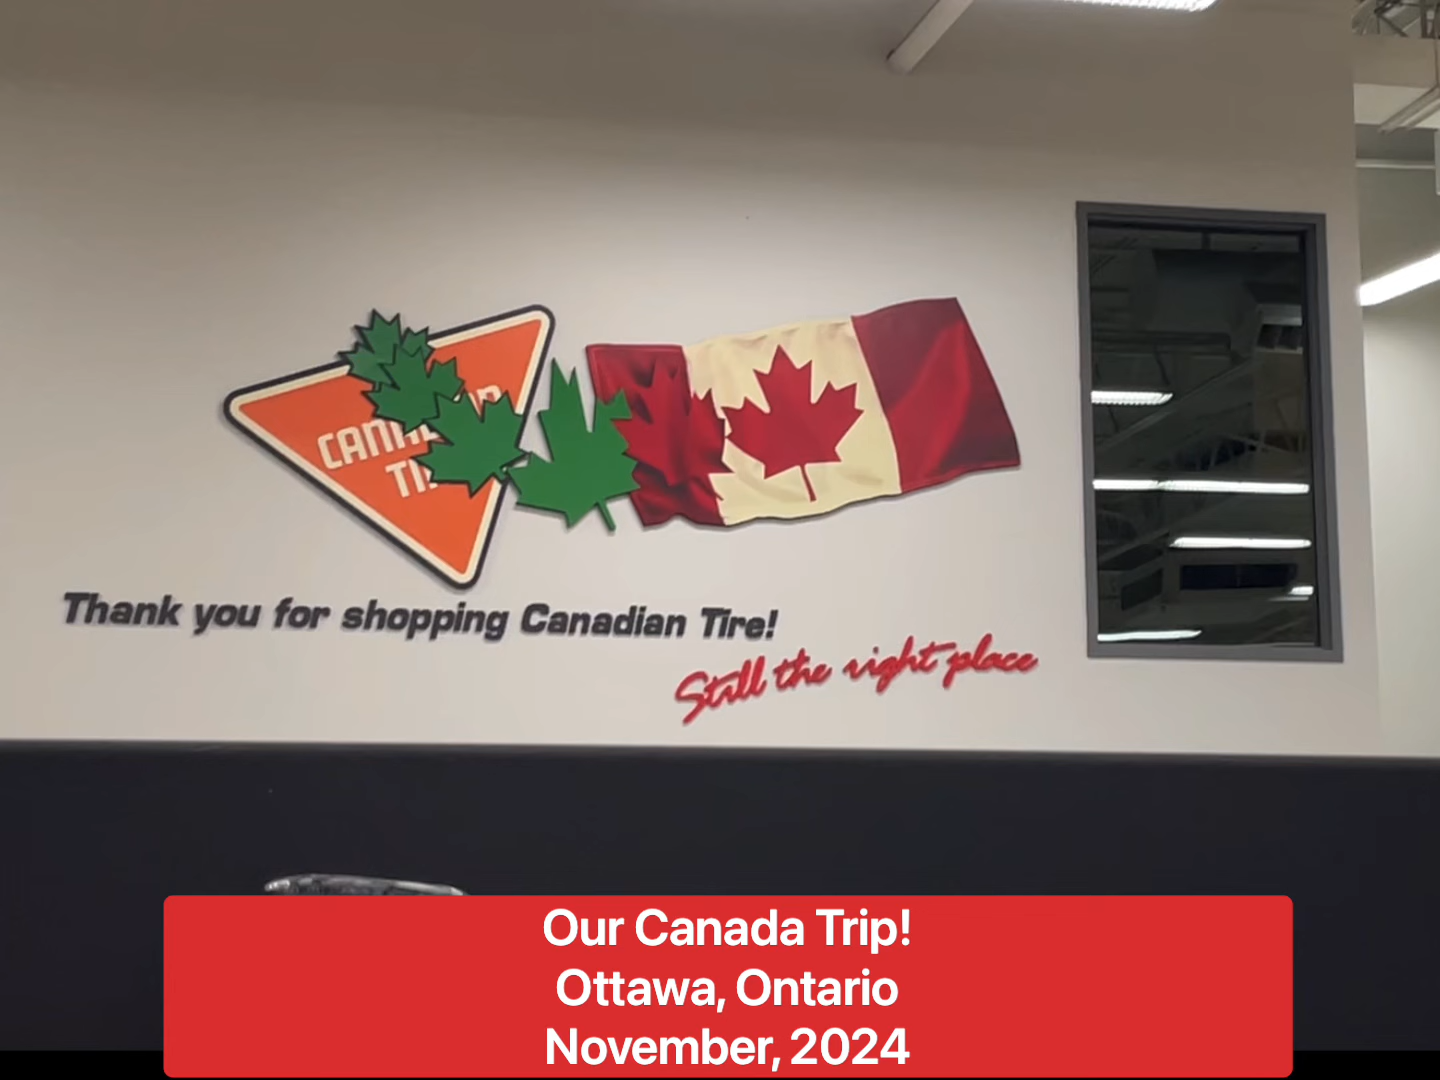 Thank you for shopping Canadian Tire!
Still the right place
Our Canada Trip!
Ottawa, Ontario
November, 2024